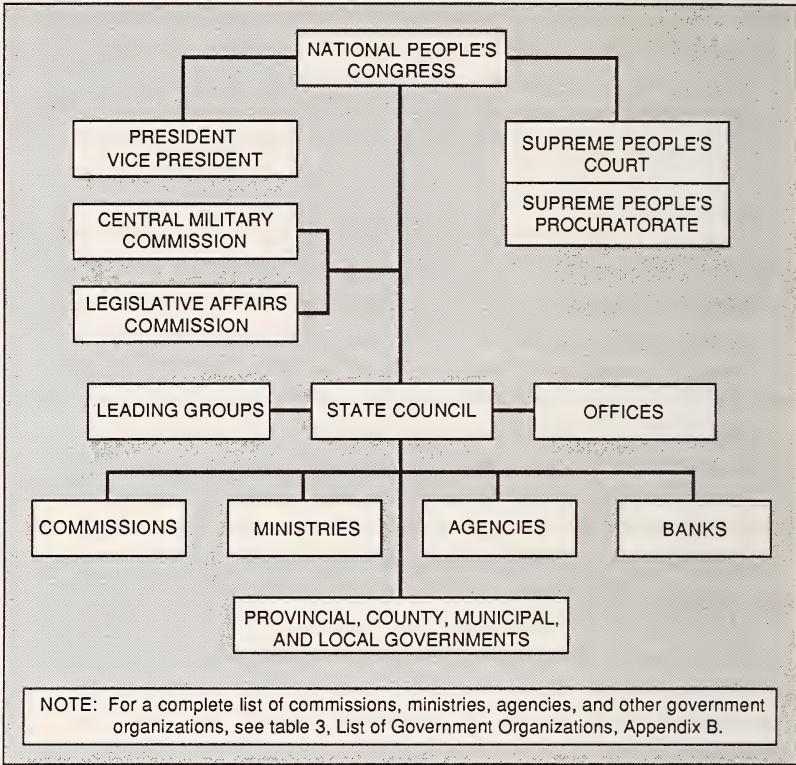 NATIONAL PEOPLE'S
CONGRESS
PRESIDENT
VICE PRESIDENT
SUPREME PEOPLE'S
COURT
SUPREME PEOPLE'S
PROCURATORATE
CENTRAL MILITARY
COMMISSION
LEGISLATIVE AFFAIRS
COMMISSION
LEADING GROUPS
STATE COUNCIL
OFFICES
COMMISSIONS
MINISTRIES
AGENCIES
BANKS
PROVINCIAL, COUNTY, MUNICIPAL,
AND LOCAL GOVERNMENTS
NOTE: For a complete list of commissions, ministries, agencies, and other government
organizations, see table 3, List of Government Organizations, Appendix B.